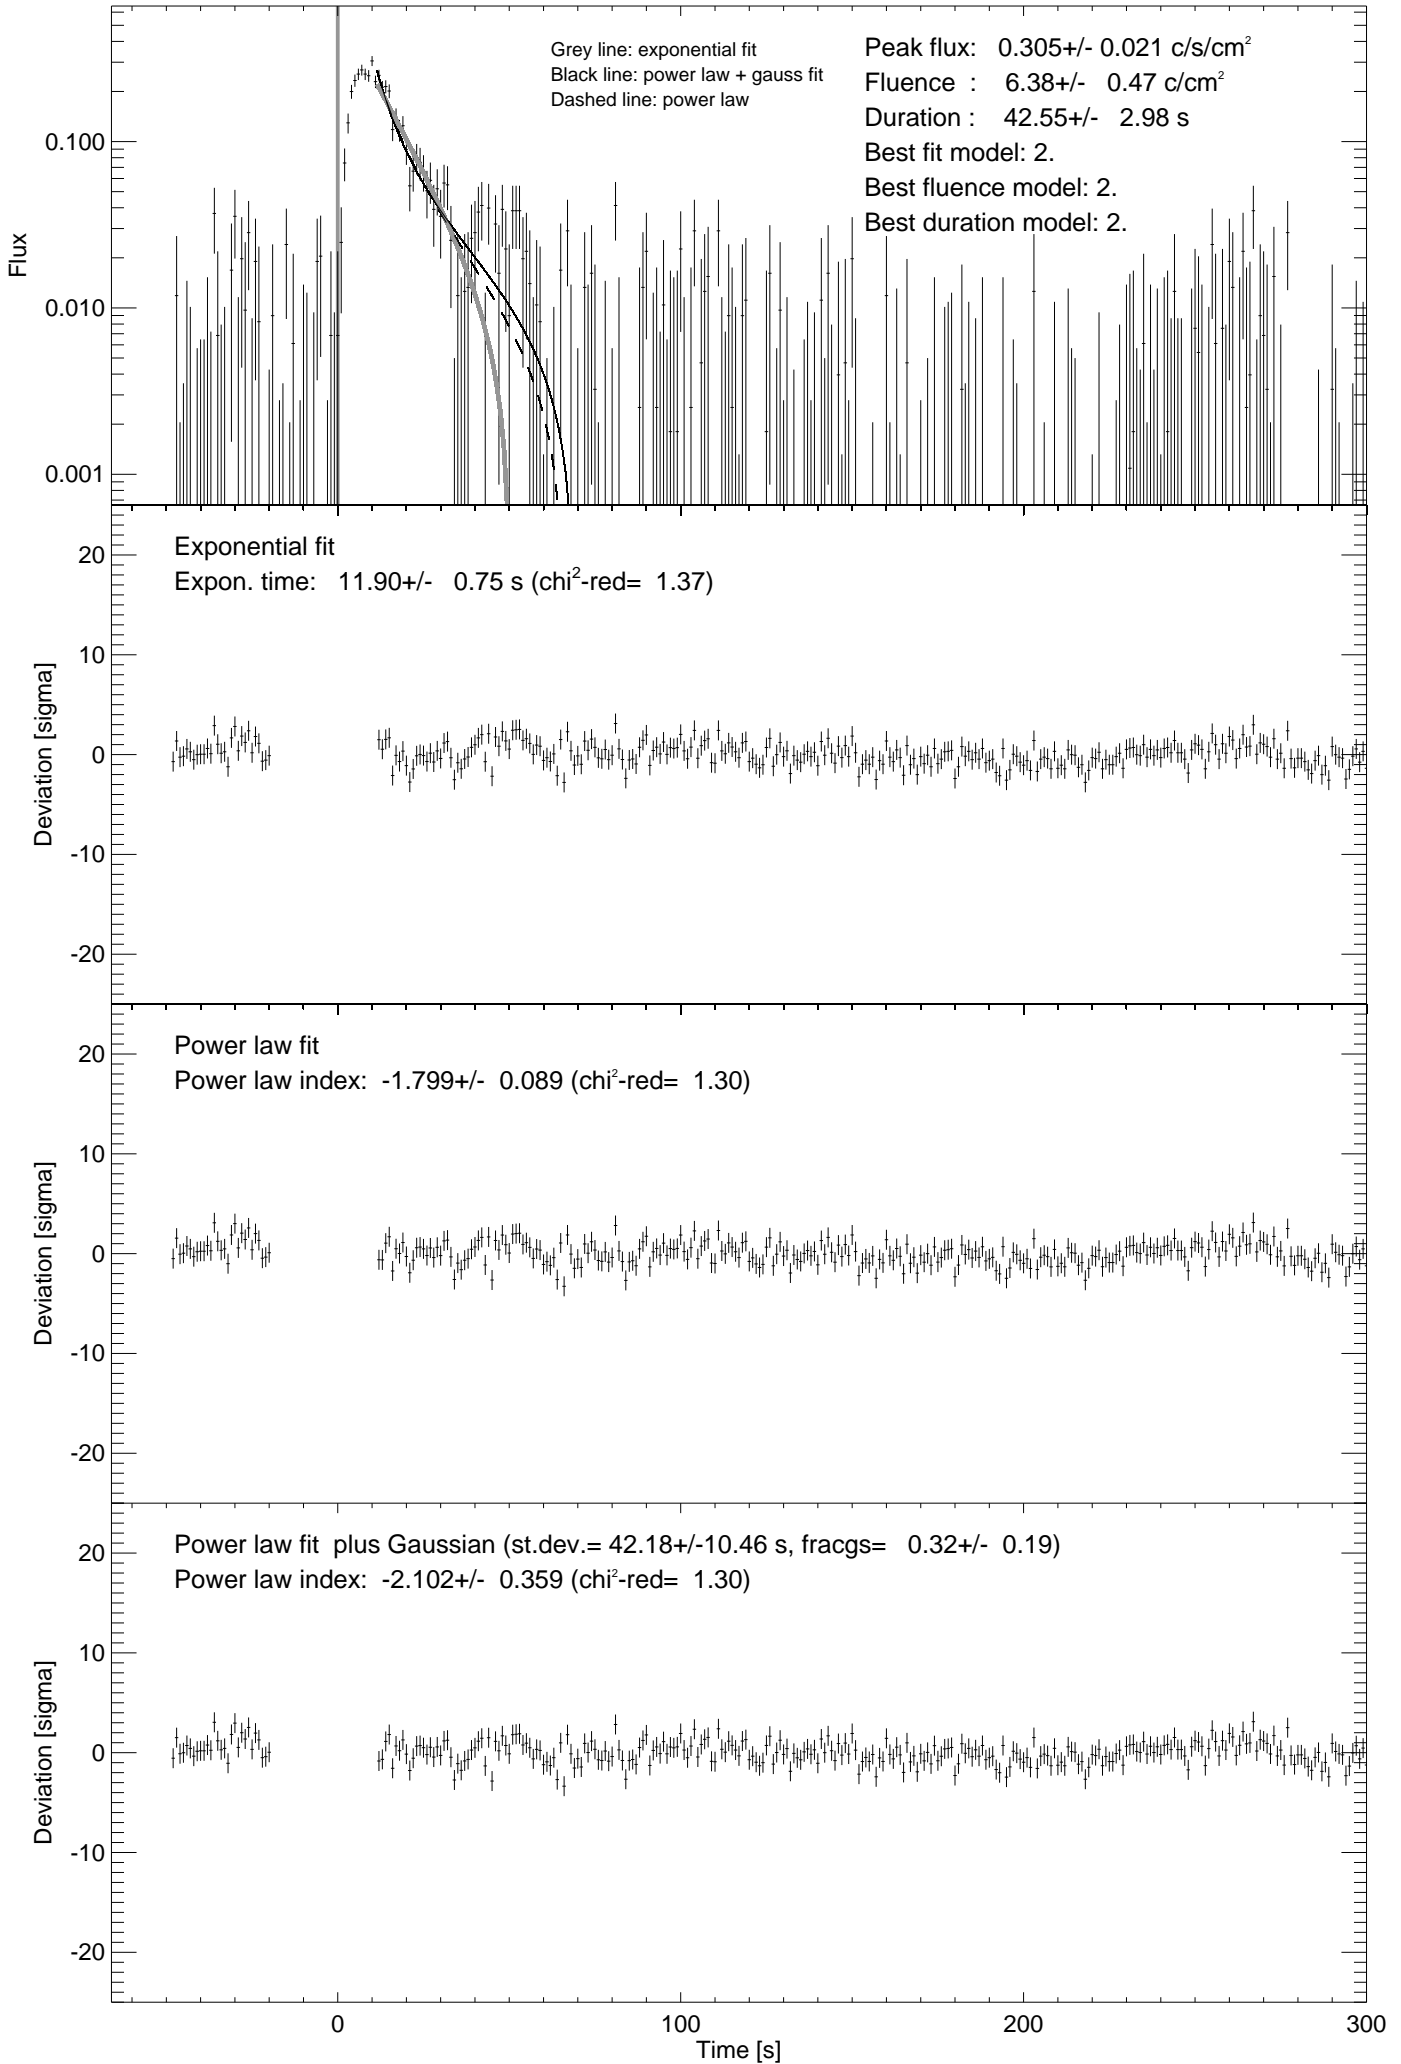 Grey line: exponential fit
Black line: power law + gauss fit
Dashed line: power law
Peak flux: 0.305+/- 0.021 c/s/cm²
Fluence : 6.38+/- 0.47 c/cm²
Duration : 42.55+/- 2.98 s
Best fit model: 2.
Best fluence model: 2.
Best duration model: 2.
Flux
0.100
0.010
0.001
Exponential fit
Expon. time: 11.90+/- 0.75 s (chi²-red= 1.37)
Deviation [sigma]
20
10
0
-10
-20
Power law fit
Power law index: -1.799+/- 0.089 (chi²-red= 1.30)
Deviation [sigma]
20
10
0
-10
-20
Power law fit plus Gaussian (st.dev.= 42.18+/-10.46 s, fracgs= 0.32+/- 0.19)
Power law index: -2.102+/- 0.359 (chi²-red= 1.30)
Deviation [sigma]
20
10
0
-10
-20
0 100 200 300
Time [s]